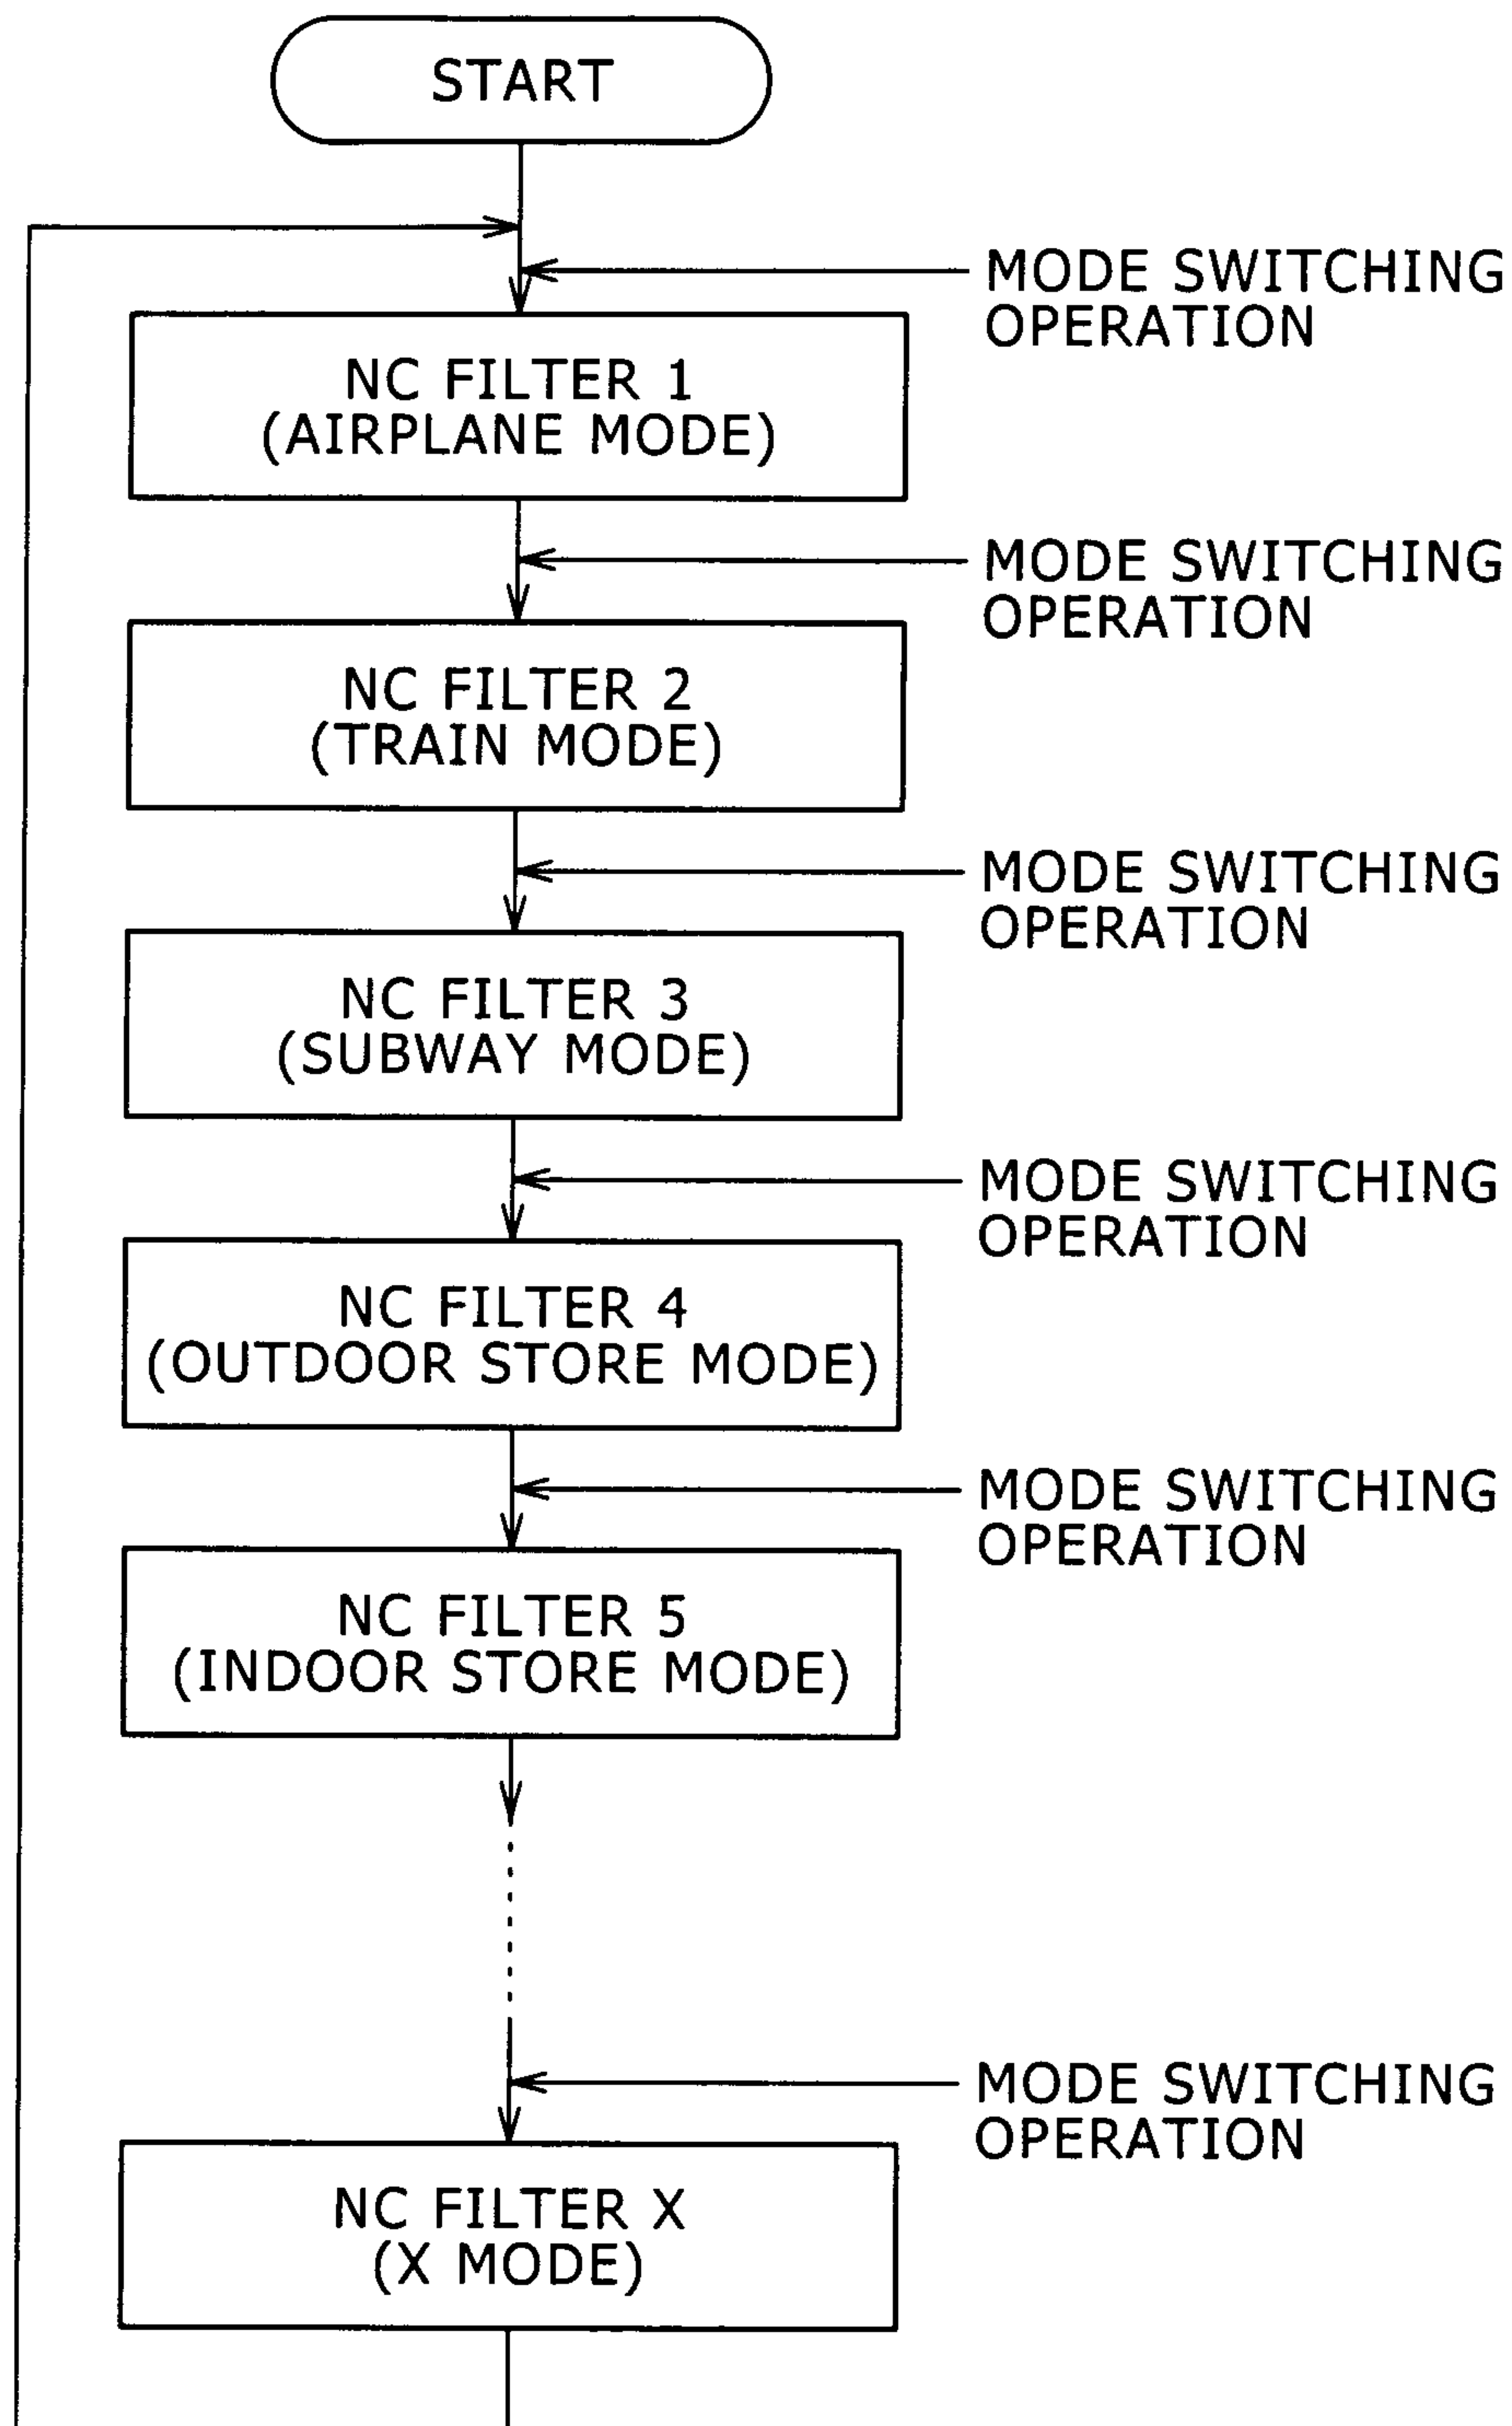 START
MODE SWITCHING
OPERATION
NC FILTER 1
(AIRPLANE MODE)
MODE SWITCHING
OPERATION
NC FILTER 2
(TRAIN MODE)
MODE SWITCHING
OPERATION
NC FILTER 3
(SUBWAY MODE)
MODE SWITCHING
OPERATION
NC FILTER 4
(OUTDOOR STORE MODE)
MODE SWITCHING
OPERATION
NC FILTER 5
(INDOOR STORE MODE)
MODE SWITCHING
OPERATION
NC FILTER X
(X MODE)